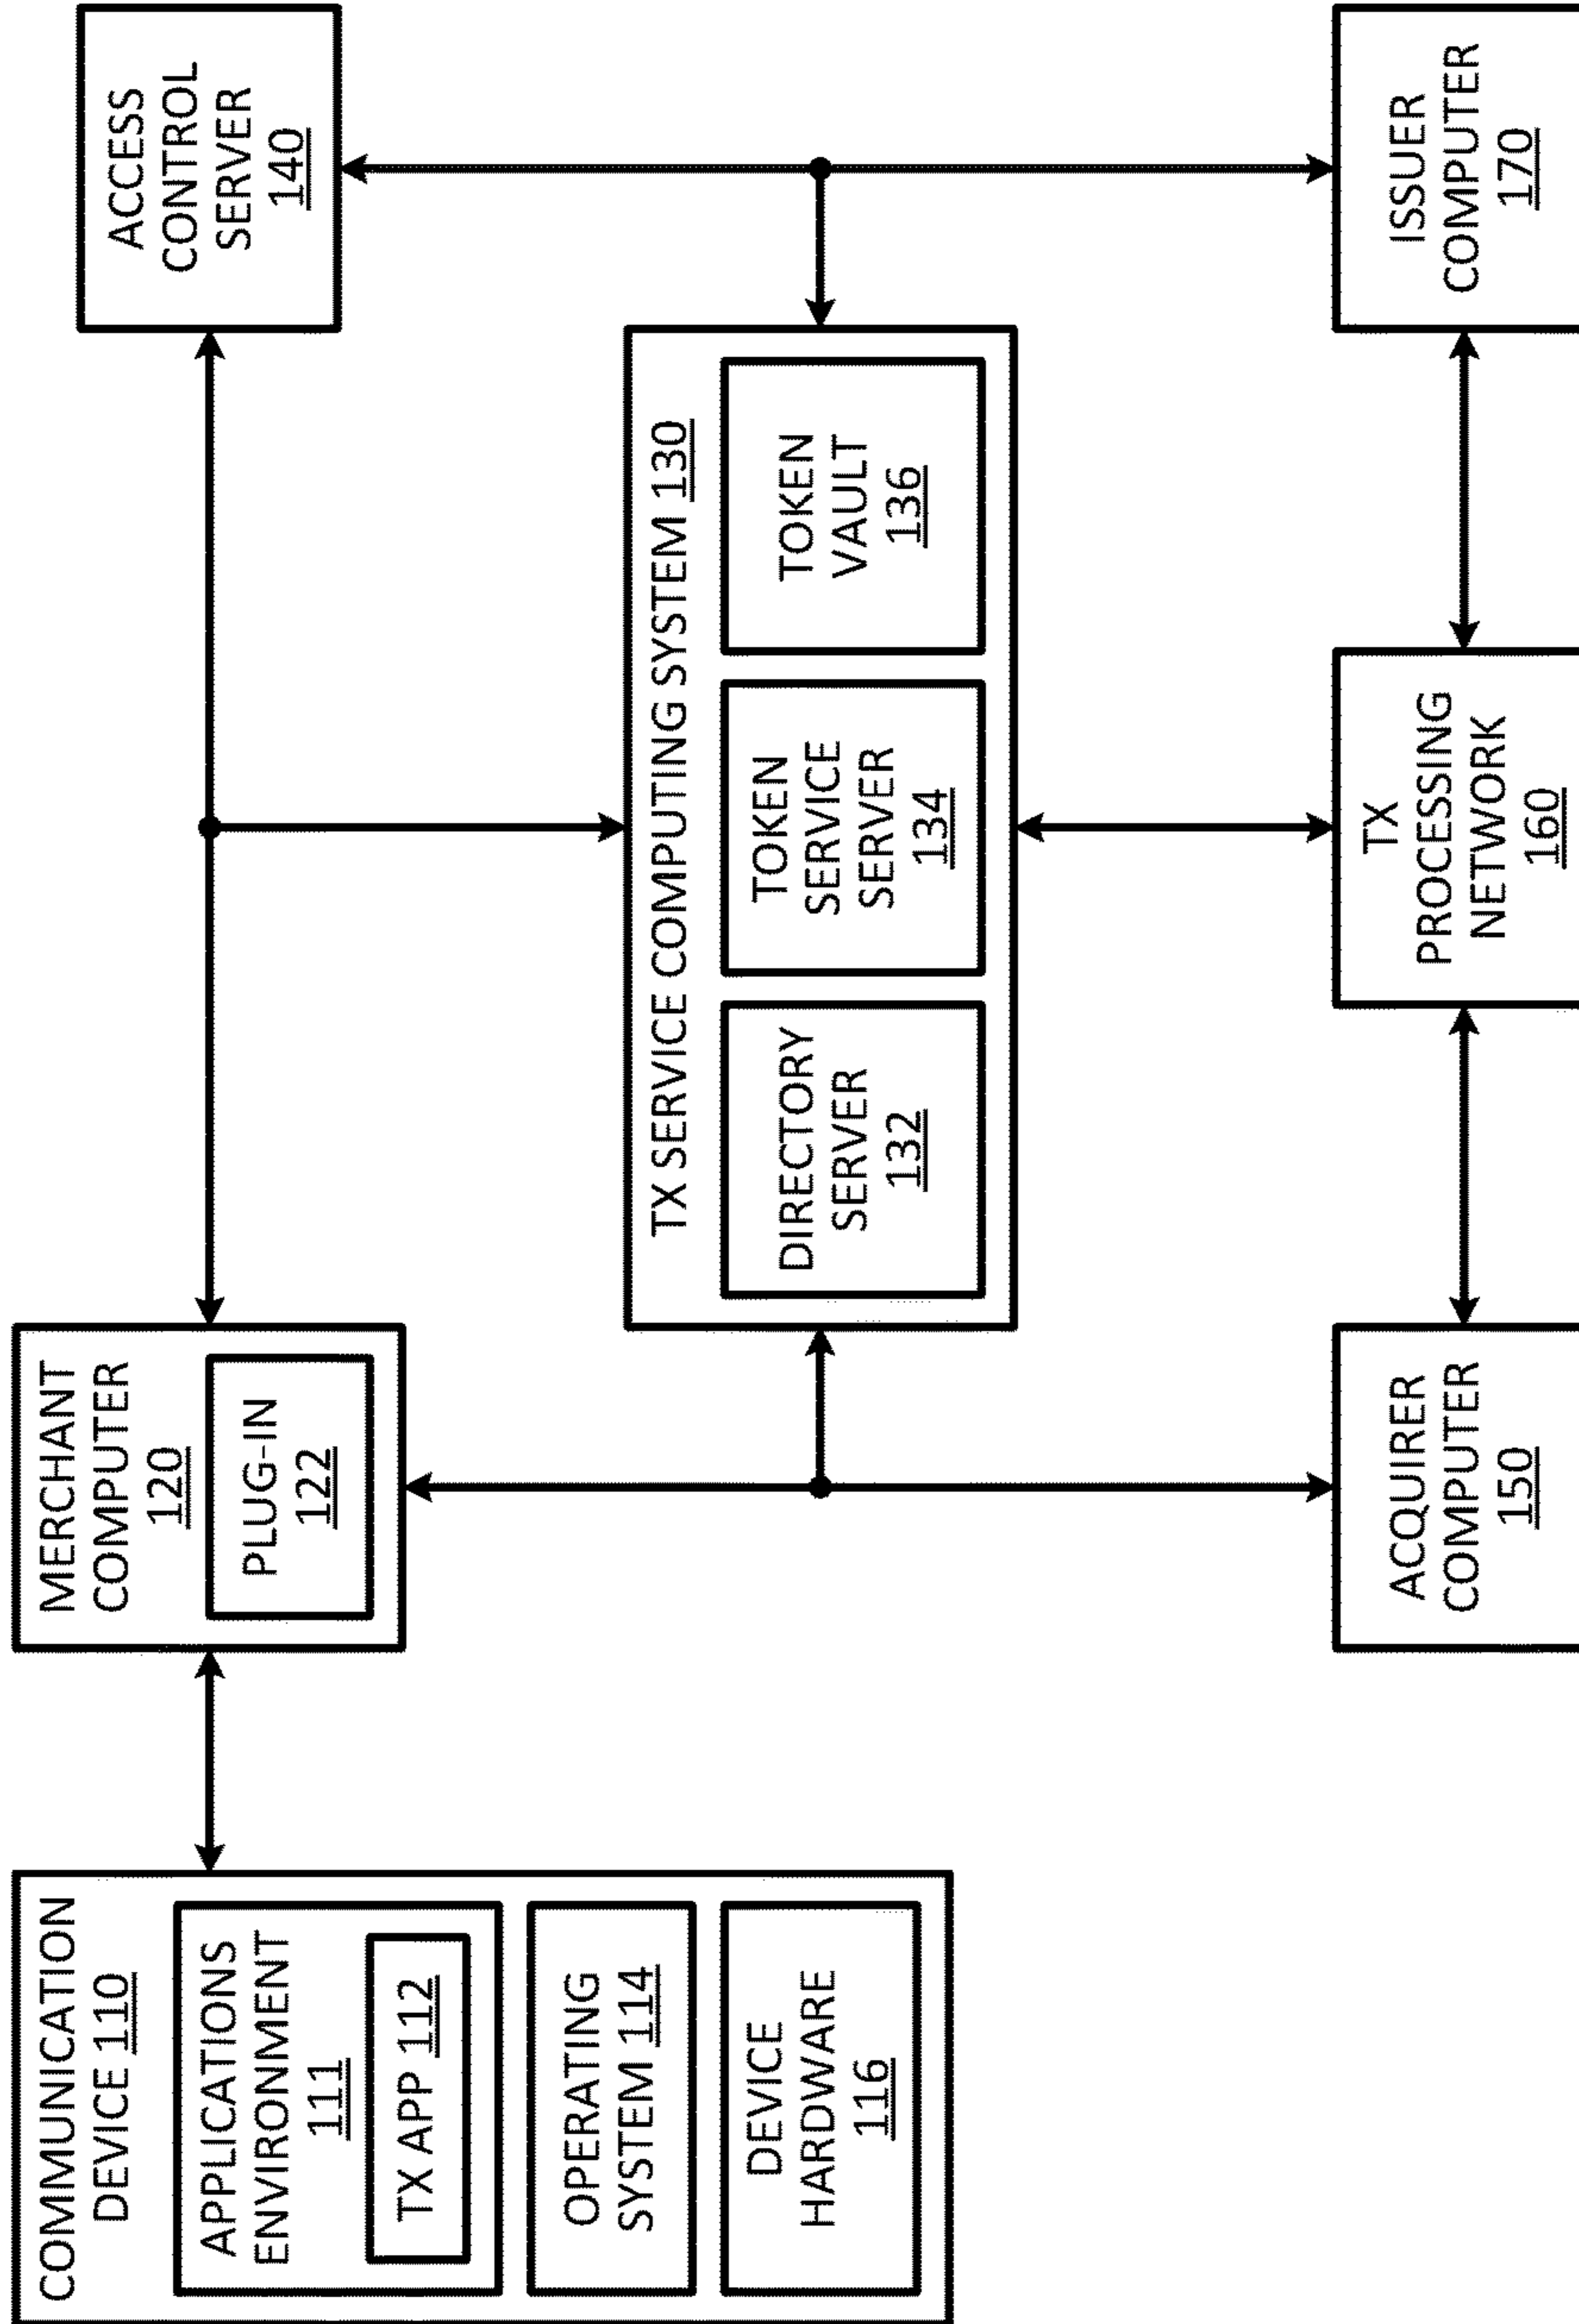 COMMUNICATION
DEVICE 110
APPLICATIONS
ENVIRONMENT
111
TX APP 112
OPERATING
SYSTEM 114
DEVICE
HARDWARE
116
MERCHANT
COMPUTER
120
PLUG-IN
122
ACCESS
CONTROL
SERVER
140
TX SERVICE COMPUTING SYSTEM 130
DIRECTORY
SERVER
132
TOKEN
SERVICE
SERVER
134
TOKEN
VAULT
136
ACQUIRER
COMPUTER
150
TX
PROCESSING
NETWORK
160
ISSUER
COMPUTER
170